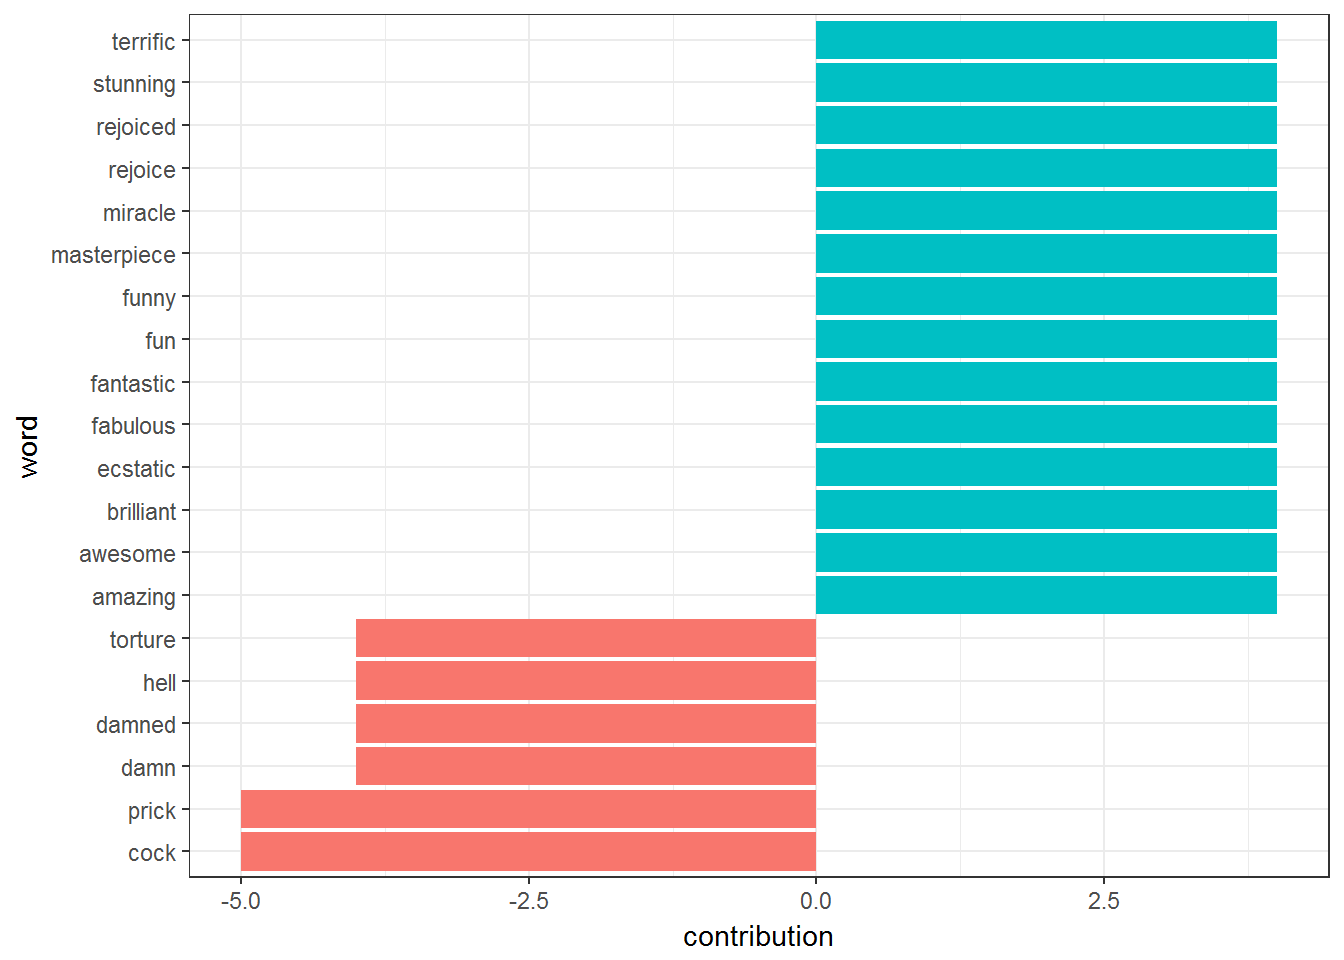 terrific
stunning
rejoiced
rejoice
miracle
masterpiece
funny
fun
fantastic
fabulous
ecstatic
brilliant
awesome
amazing
torture
hell
damned
damn
prick
cock
word
-5.0 -2.5 0.0 2.5
contribution